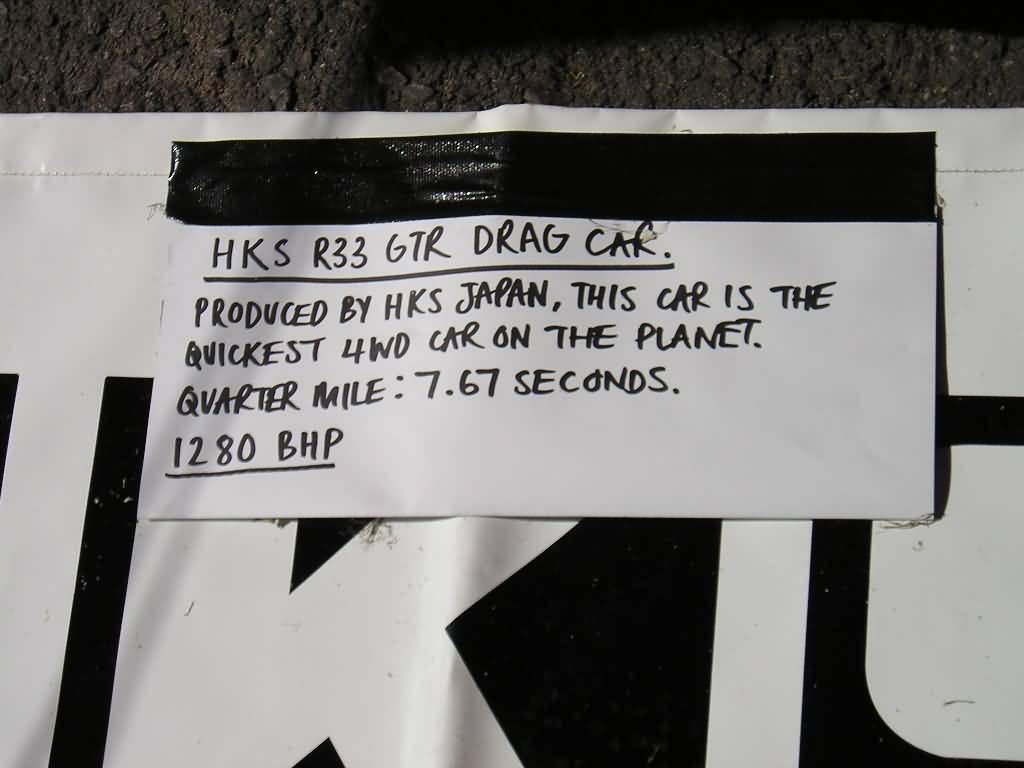 HKS R33 GTR DRAG CAR.
PRODUCED BY HKS JAPAN, THIS CAR IS THE
QUICKEST 4WD CAR ON THE PLANET.
QUARTER MILE: 7.67 SECONDS.
1280 BHP